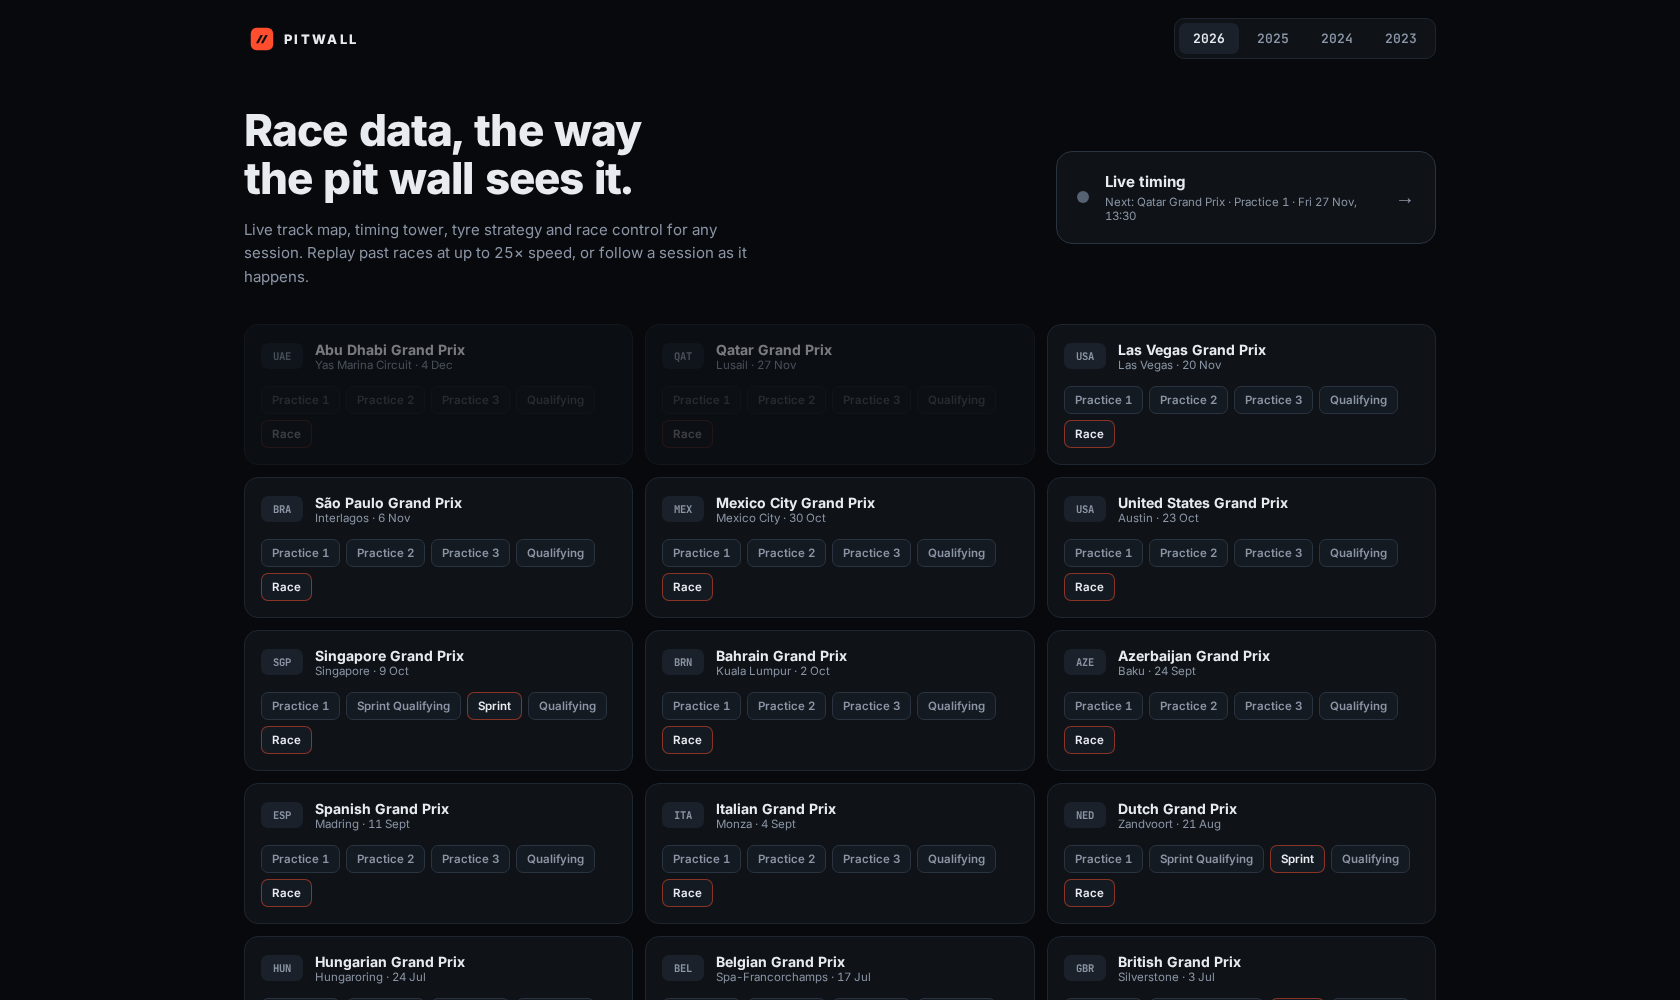 PITWALL
2026 2025 2024 2023
Race data, the way
the pit wall sees it.
Live track map, timing tower, tyre strategy and race control for any
session. Replay past races at up to 25× speed, or follow a session as it
happens.
Live timing
Next: Qatar Grand Prix · Practice 1 · Fri 27 Nov,
13:30
→
UAE
Abu Dhabi Grand Prix
Yas Marina Circuit · 4 Dec
Practice 1 Practice 2 Practice 3 Qualifying
Race
QAT
Qatar Grand Prix
Lusail · 27 Nov
Practice 1 Practice 2 Practice 3 Qualifying
Race
USA
Las Vegas Grand Prix
Las Vegas · 20 Nov
Practice 1 Practice 2 Practice 3 Qualifying
Race
BRA
São Paulo Grand Prix
Interlagos · 6 Nov
Practice 1 Practice 2 Practice 3 Qualifying
Race
MEX
Mexico City Grand Prix
Mexico City · 30 Oct
Practice 1 Practice 2 Practice 3 Qualifying
Race
USA
United States Grand Prix
Austin · 23 Oct
Practice 1 Practice 2 Practice 3 Qualifying
Race
SGP
Singapore Grand Prix
Singapore · 9 Oct
Practice 1 Sprint Qualifying Sprint Qualifying
Race
BRN
Bahrain Grand Prix
Kuala Lumpur · 2 Oct
Practice 1 Practice 2 Practice 3 Qualifying
Race
AZE
Azerbaijan Grand Prix
Baku · 24 Sept
Practice 1 Practice 2 Practice 3 Qualifying
Race
ESP
Spanish Grand Prix
Madring · 11 Sept
Practice 1 Practice 2 Practice 3 Qualifying
Race
ITA
Italian Grand Prix
Monza · 4 Sept
Practice 1 Practice 2 Practice 3 Qualifying
Race
NED
Dutch Grand Prix
Zandvoort · 21 Aug
Practice 1 Sprint Qualifying Sprint Qualifying
Race
HUN
Hungarian Grand Prix
Hungaroring · 24 Jul
BEL
Belgian Grand Prix
Spa-Francorchamps · 17 Jul
GBR
British Grand Prix
Silverstone · 3 Jul